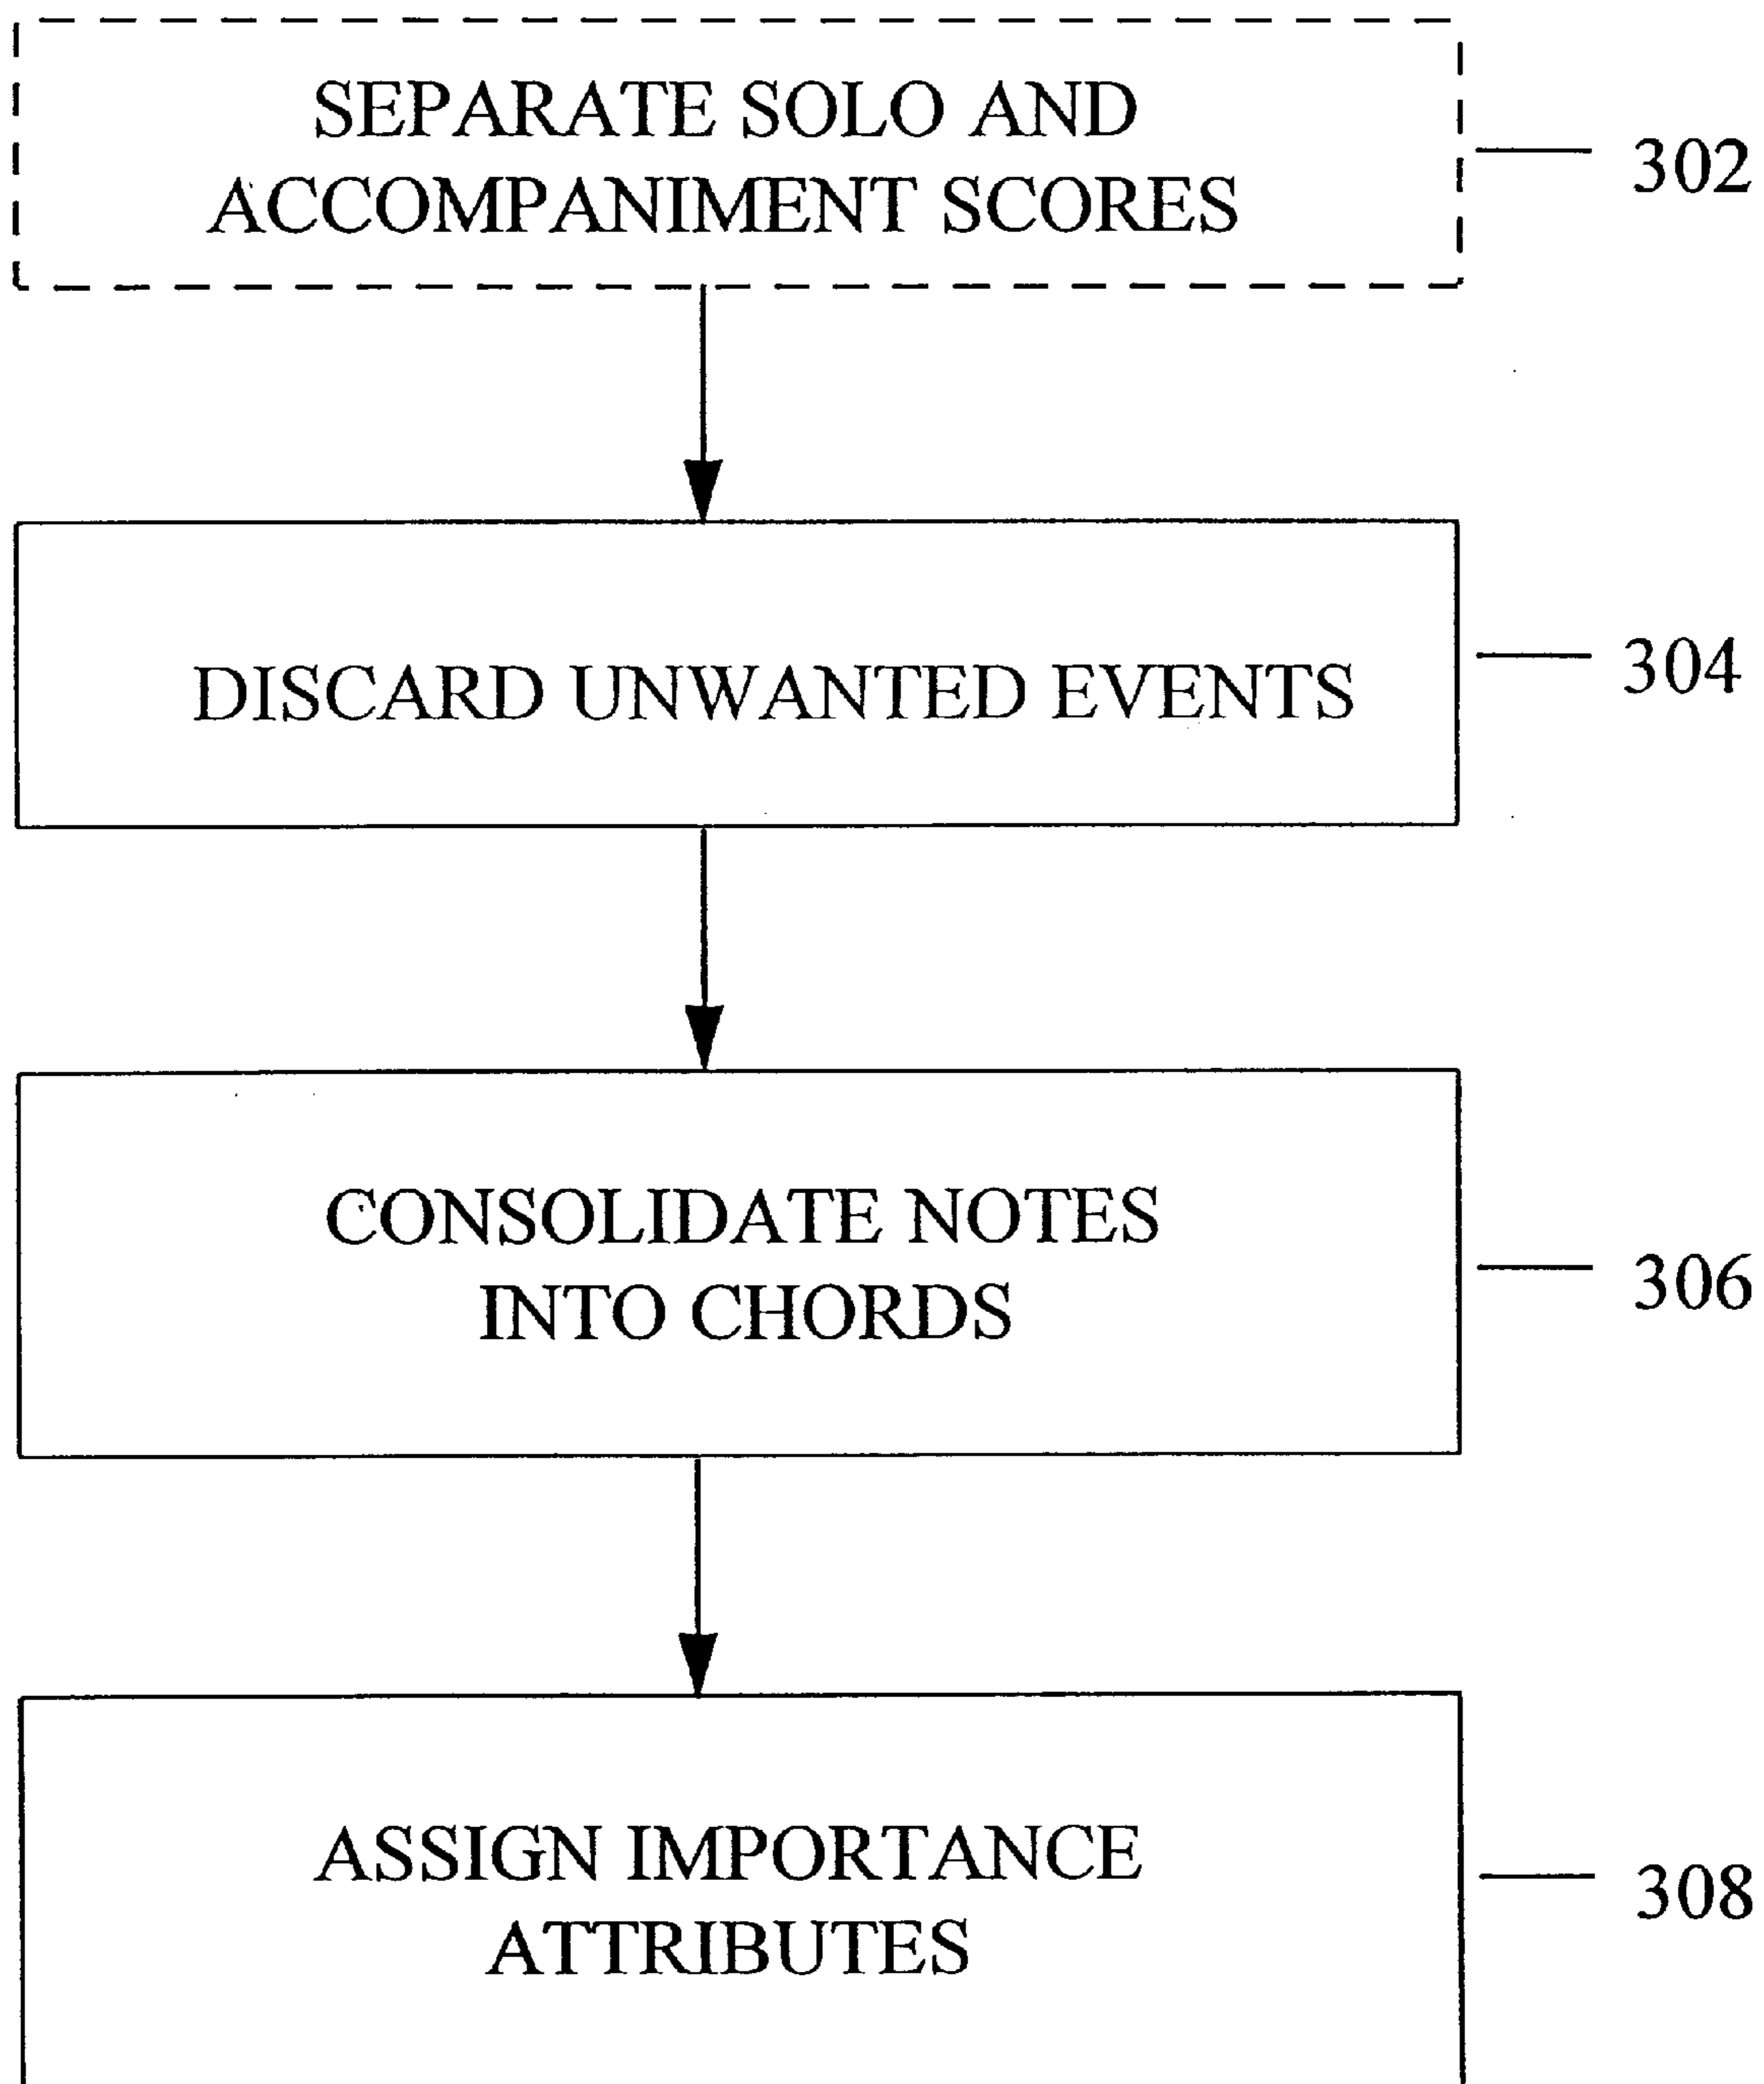 SEPARATE SOLO AND
ACCOMPANIMENT SCORES
302
DISCARD UNWANTED EVENTS
304
CONSOLIDATE NOTES
INTO CHORDS
306
ASSIGN IMPORTANCE
ATTRIBUTES
308